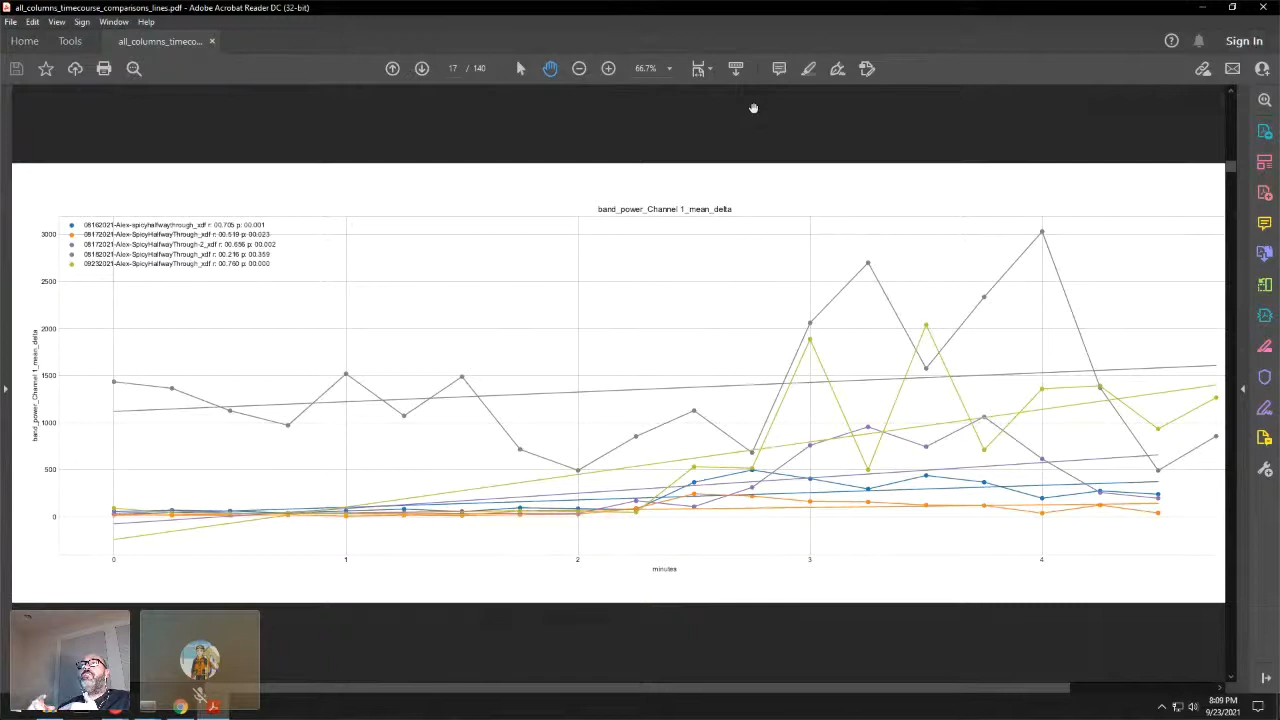 all_columns_timecourse_comparisons_lines.pdf - Adobe Acrobat Reader DC (32-bit)
File Edit View Sign Window Help
Home Tools all_columns_timeco... × Sign In
17 / 140 66.7%
band_power_Channel 1_mean_delta
08162021-Alex-spicyhalfwaythrough_xdf r: 00.705 p: 00.001
08172021-Alex-SpicyHalfwayThrough_xdf r: 00.519 p: 00.023
08172021-Alex-SpicyHalfwayThrough-2_xdf r: 00.656 p: 00.002
08182021-Alex-SpicyHalfwayThrough_xdf r: 00.216 p: 00.359
09232021-Alex-SpicyHalfWayThrough_xdf r: 00.760 p: 00.000
3000
2500
2000
1500
1000
500
0
band_power_Channel 1_mean_delta
0 1 2 3 4
minutes
8:09 PM
9/23/2021